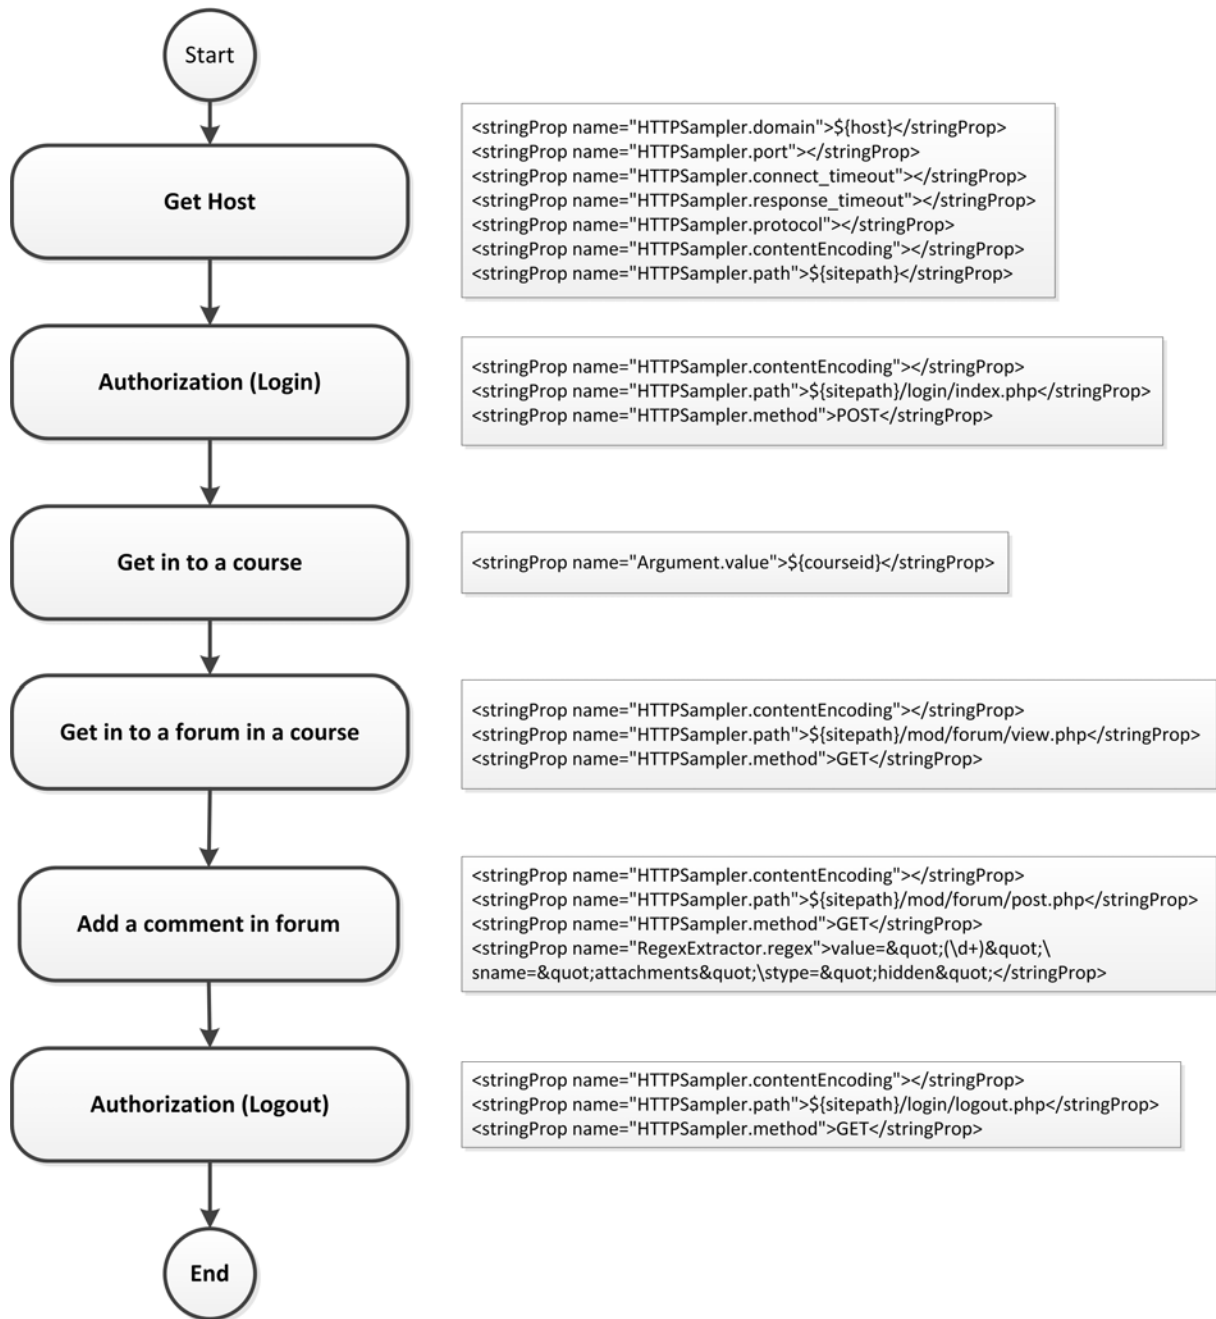 Start
Get Host
<stringProp name="HTTPSampler.domain">${host}</stringProp>
<stringProp name="HTTPSampler.port"></stringProp>
<stringProp name="HTTPSampler.connect_timeout"></stringProp>
<stringProp name="HTTPSampler.response_timeout"></stringProp>
<stringProp name="HTTPSampler.protocol"></stringProp>
<stringProp name="HTTPSampler.contentEncoding"></stringProp>
<stringProp name="HTTPSampler.path">${sitepath}</stringProp>
Authorization (Login)
<stringProp name="HTTPSampler.contentEncoding"></stringProp>
<stringProp name="HTTPSampler.path">${sitepath}/login/index.php</stringProp>
<stringProp name="HTTPSampler.method">POST</stringProp>
Get in to a course
<stringProp name="Argument.value">${courseid}</stringProp>
Get in to a forum in a course
<stringProp name="HTTPSampler.contentEncoding"></stringProp>
<stringProp name="HTTPSampler.path">${sitepath}/mod/forum/view.php</stringProp>
<stringProp name="HTTPSampler.method">GET</stringProp>
Add a comment in forum
<stringProp name="HTTPSampler.contentEncoding"></stringProp>
<stringProp name="HTTPSampler.path">${sitepath}/mod/forum/post.php</stringProp>
<stringProp name="HTTPSampler.method">GET</stringProp>
<stringProp name="RegexExtractor.regex">value=&quot;(\d+)&quot;\
sname=&quot;attachments&quot;\stype=&quot;hidden&quot;</stringProp>
Authorization (Logout)
<stringProp name="HTTPSampler.contentEncoding"></stringProp>
<stringProp name="HTTPSampler.path">${sitepath}/login/logout.php</stringProp>
<stringProp name="HTTPSampler.method">GET</stringProp>
End